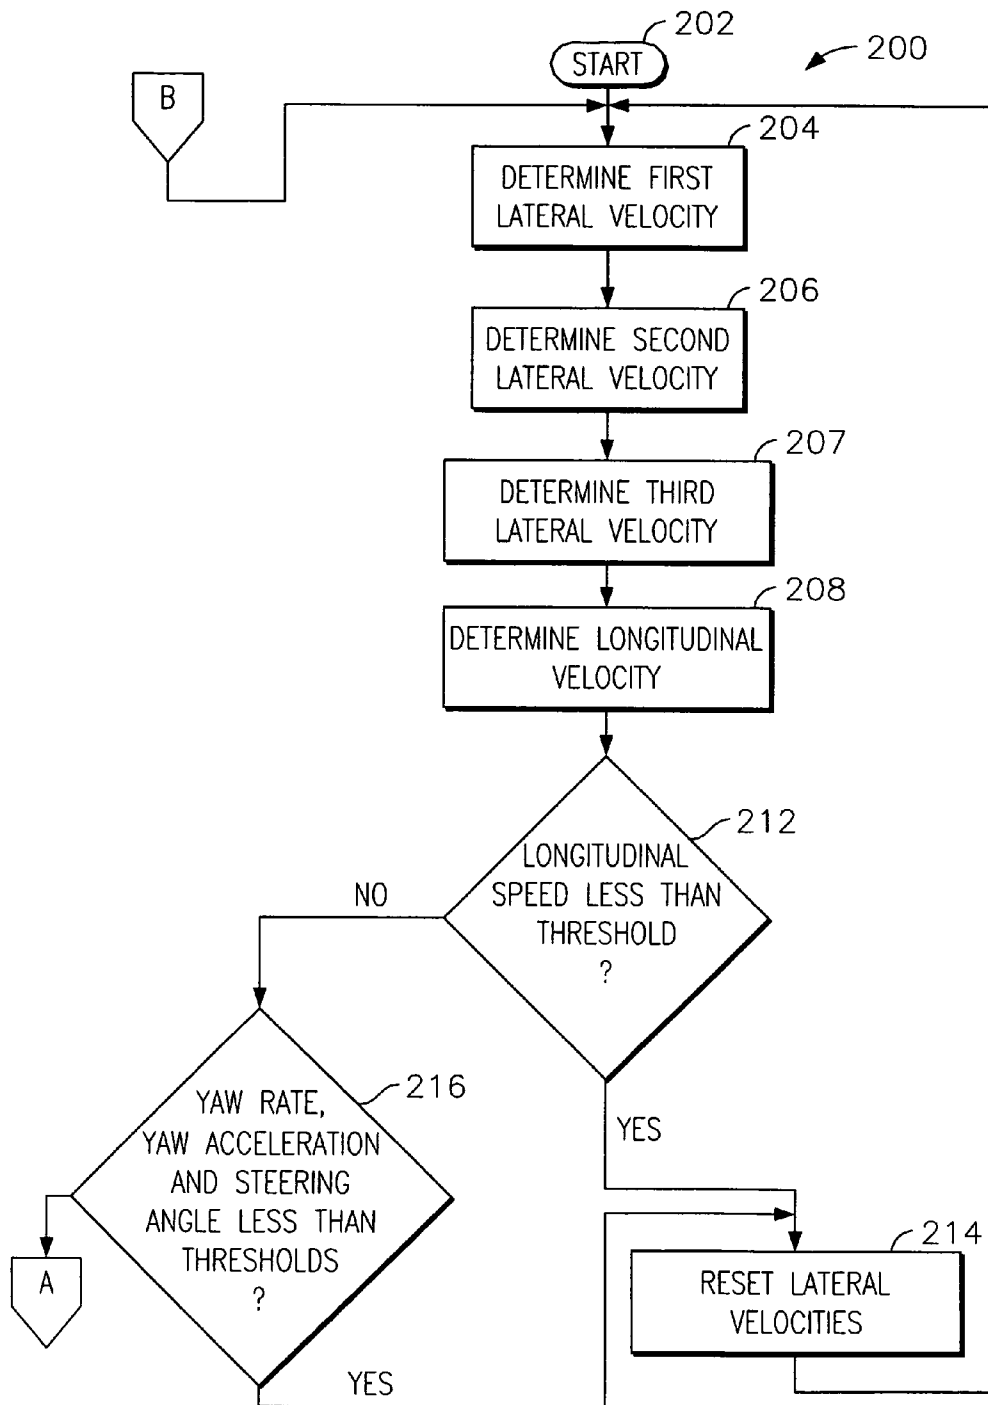 202
START
200
B
204
DETERMINE FIRST
LATERAL VELOCITY
206
DETERMINE SECOND
LATERAL VELOCITY
207
DETERMINE THIRD
LATERAL VELOCITY
208
DETERMINE LONGITUDINAL
VELOCITY
212
LONGITUDINAL
SPEED LESS THAN
THRESHOLD
?
NO
YES
216
YAW RATE,
YAW ACCELERATION
AND STEERING
ANGLE LESS THAN
THRESHOLDS
?
A
YES
214
RESET LATERAL
VELOCITIES